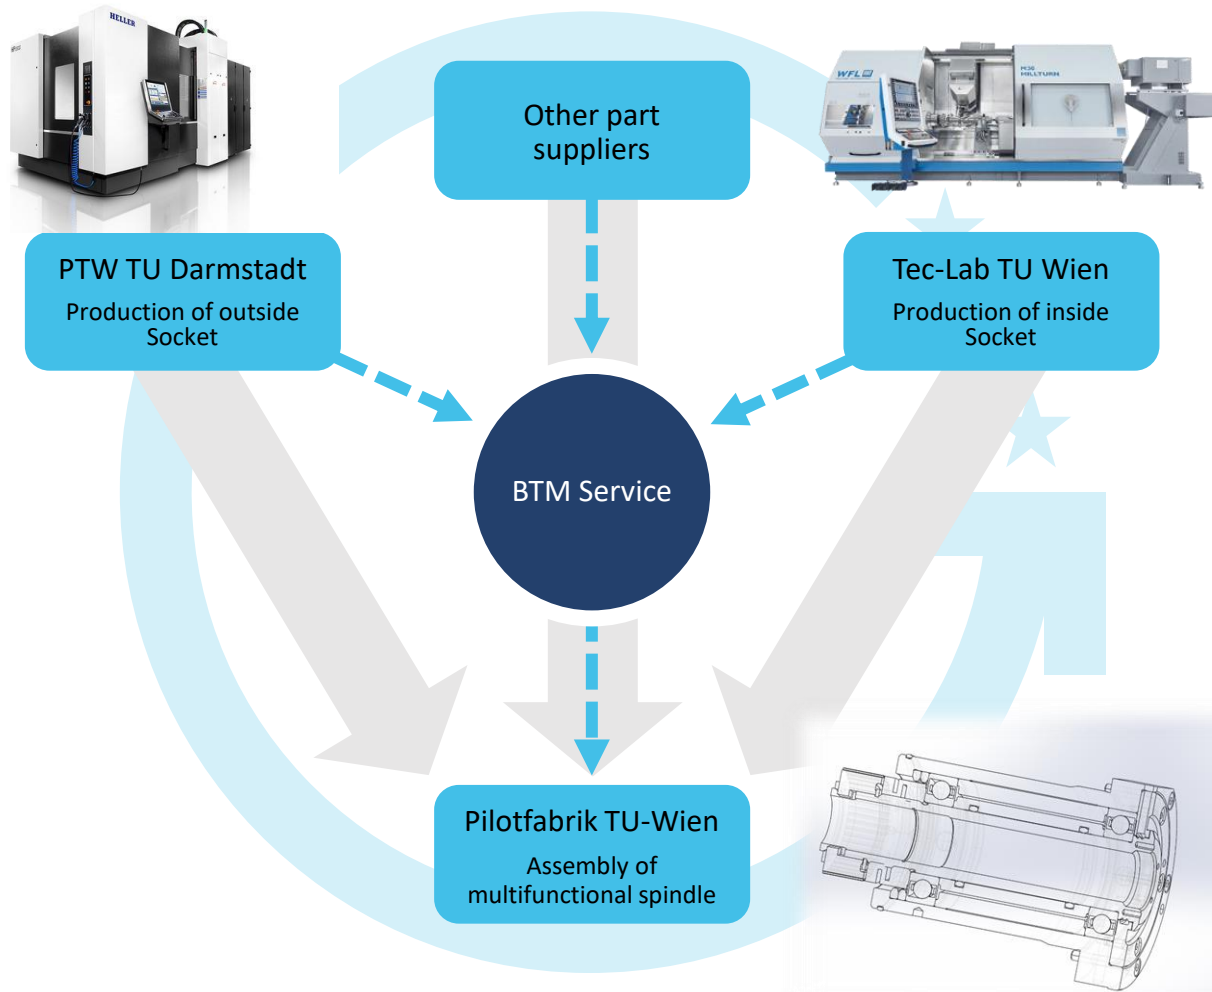 HELLER
WFL
M35
MILLTURN
Other part
suppliers
PTW TU Darmstadt
Production of outside
Socket
Tec-Lab TU Wien
Production of inside
Socket
BTM Service
Pilotfabrik TU-Wien
Assembly of
multifunctional spindle